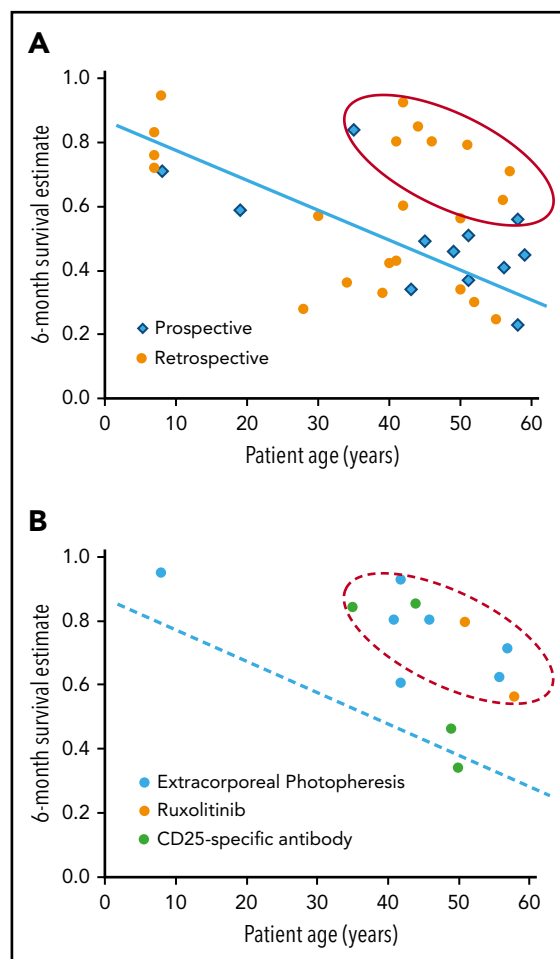 A
1.0
0.8
0.6
0.4
0.2
0.0
6-month survival estimate
Prospective
Retrospective
0 10 20 30 40 50 60
Patient age (years)
B
1.0
0.8
0.6
0.4
0.2
0.0
6-month survival estimate
Extracorporeal Photopheresis
Ruxolitinib
CD25-specific antibody
0 10 20 30 40 50 60
Patient age (years)